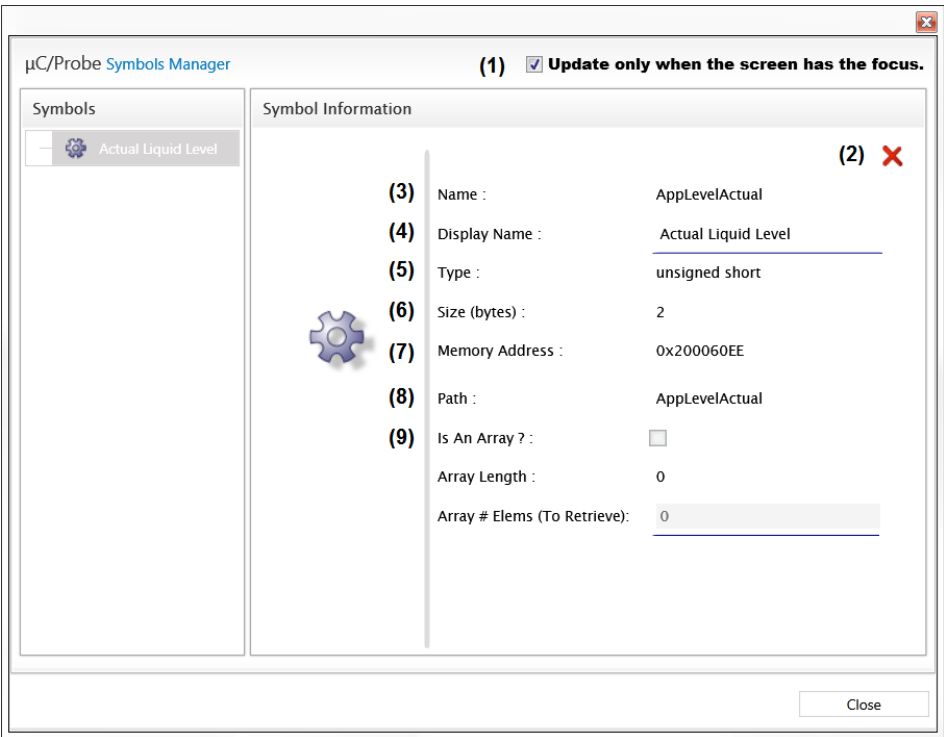 µC/Probe Symbols Manager
(1) Update only when the screen has the focus.
Symbols
Actual Liquid Level
Symbol Information
(2)
(3) Name : AppLevelActual
(4) Display Name : Actual Liquid Level
(5) Type : unsigned short
(6) Size (bytes) : 2
(7) Memory Address : 0x200060EE
(8) Path : AppLevelActual
(9) Is An Array ? :
Array Length : 0
Array # Elems (To Retrieve): 0
Close